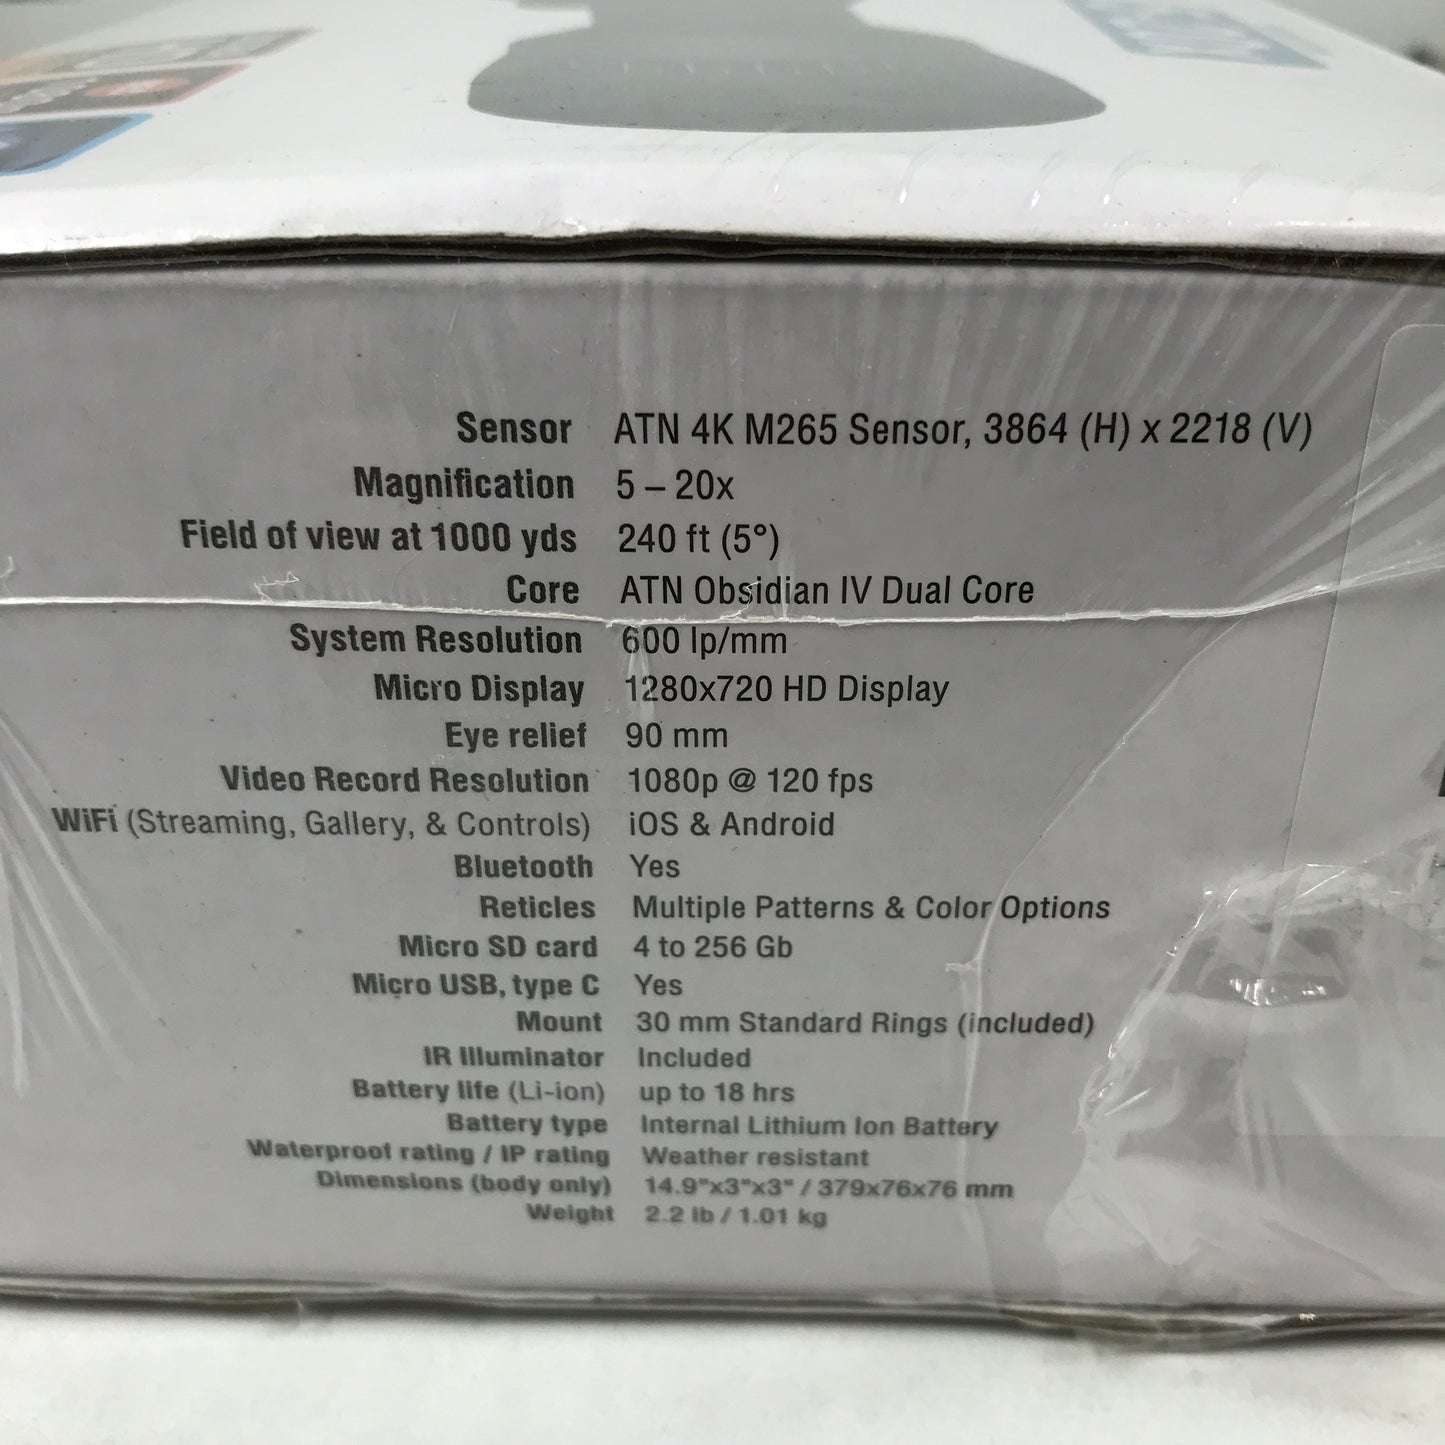 Sensor ATN 4K M265 Sensor, 3864 (H) x 2218 (V)
Magnification 5 – 20x
Field of view at 1000 yds 240 ft (5°)
Core ATN Obsidian IV Dual Core
System Resolution 600 lp/mm
Micro Display 1280x720 HD Display
Eye relief 90 mm
Video Record Resolution 1080p @ 120 fps
WiFi (Streaming, Gallery, & Controls) iOS & Android
Bluetooth Yes
Reticles Multiple Patterns & Color Options
Micro SD card 4 to 256 Gb
Micro USB, type C Yes
Mount 30 mm Standard Rings (included)
IR Illuminator Included
Battery life (Li-ion) up to 18 hrs
Battery type Internal Lithium Ion Battery
Waterproof rating / IP rating Weather resistant
Dimensions (body only) 14.9"x3"x3" / 379x76x76 mm
Weight 2.2 lb / 1.01 kg